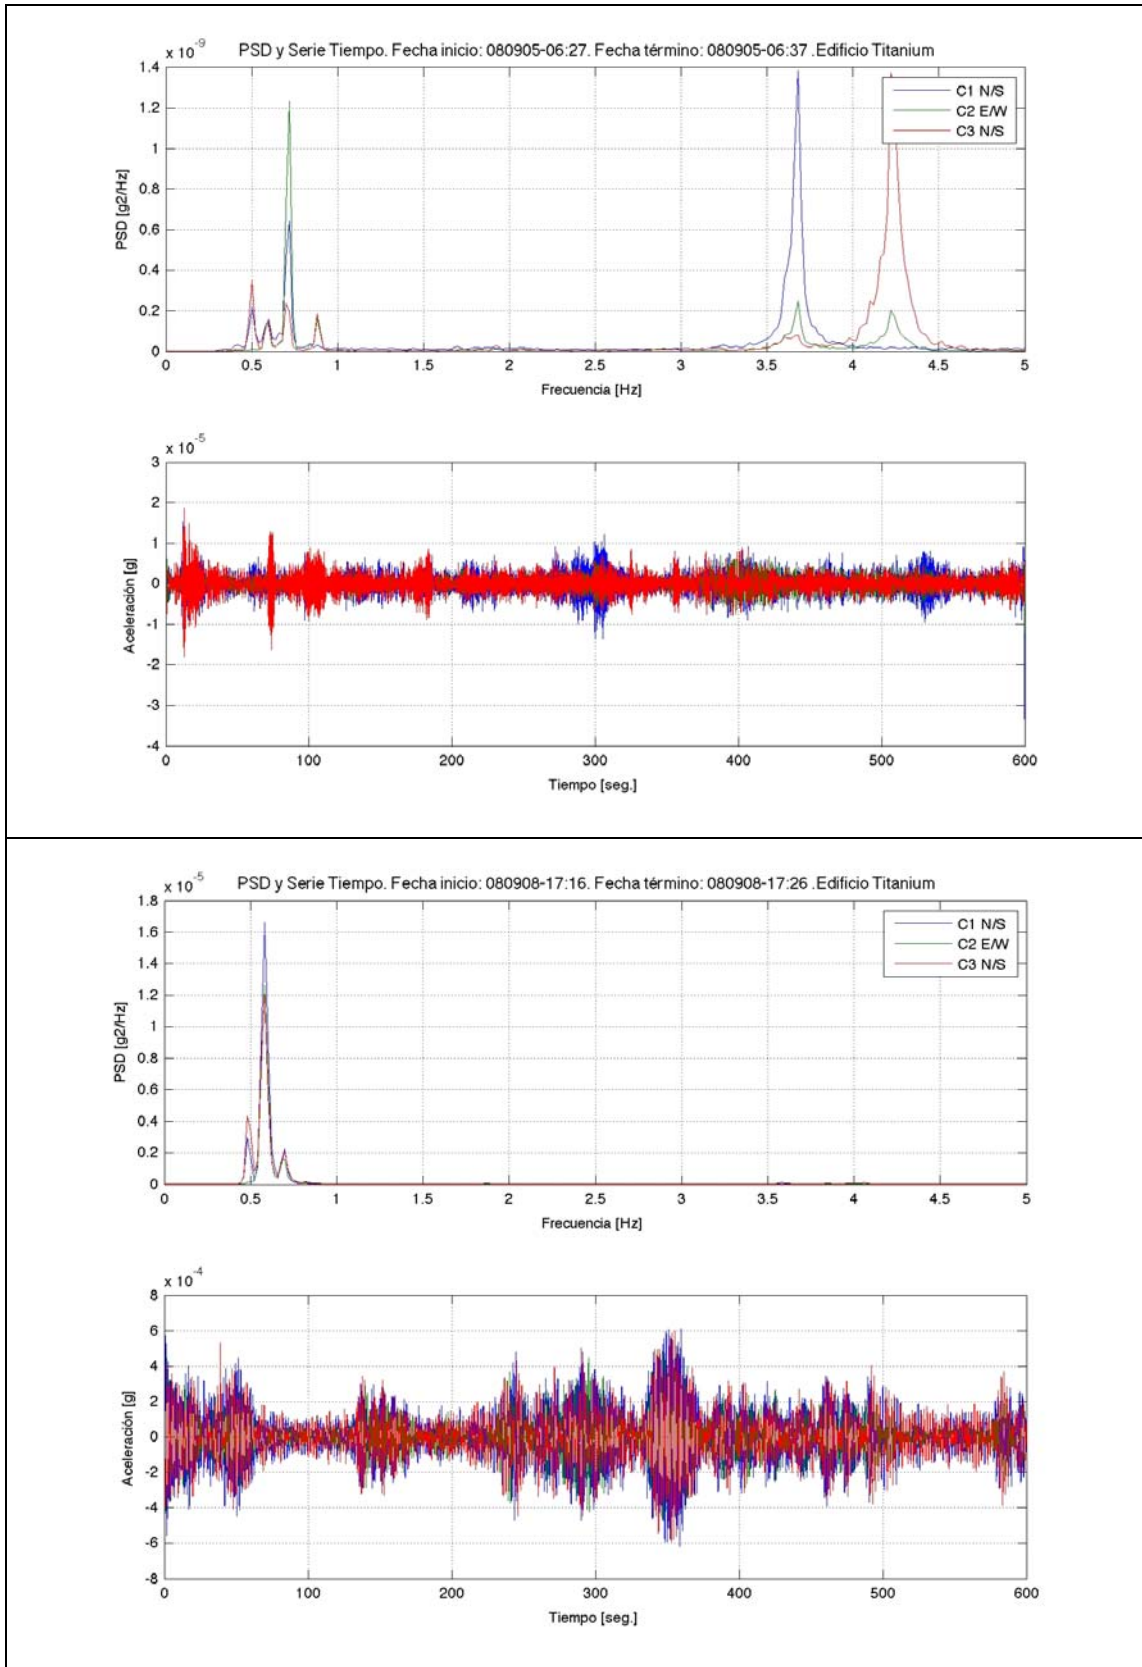 x 10-9
PSD y Serie Tiempo. Fecha inicio: 080905-06:27. Fecha término: 080905-06:37 .Edificio Titanium
1.4
1.2
1
0.8
0.6
0.4
0.2
0
PSD [g2/Hz]
C1 N/S
C2 E/W
C3 N/S
0 0.5 1 1.5 2 2.5 3 3.5 4 4.5 5
Frecuencia [Hz]
x 10-5
3
2
1
0
-1
-2
-3
-4
Aceleración [g]
0 100 200 300 400 500 600
Tiempo [seg.]
x 10-5
PSD y Serie Tiempo. Fecha inicio: 080908-17:16. Fecha término: 080908-17:26 .Edificio Titanium
1.8
1.6
1.4
1.2
1
0.8
0.6
0.4
0.2
0
PSD [g2/Hz]
C1 N/S
C2 E/W
C3 N/S
0 0.5 1 1.5 2 2.5 3 3.5 4 4.5 5
Frecuencia [Hz]
x 10-4
8
6
4
2
0
-2
-4
-6
-8
Aceleración [g]
0 100 200 300 400 500 600
Tiempo [seg.]